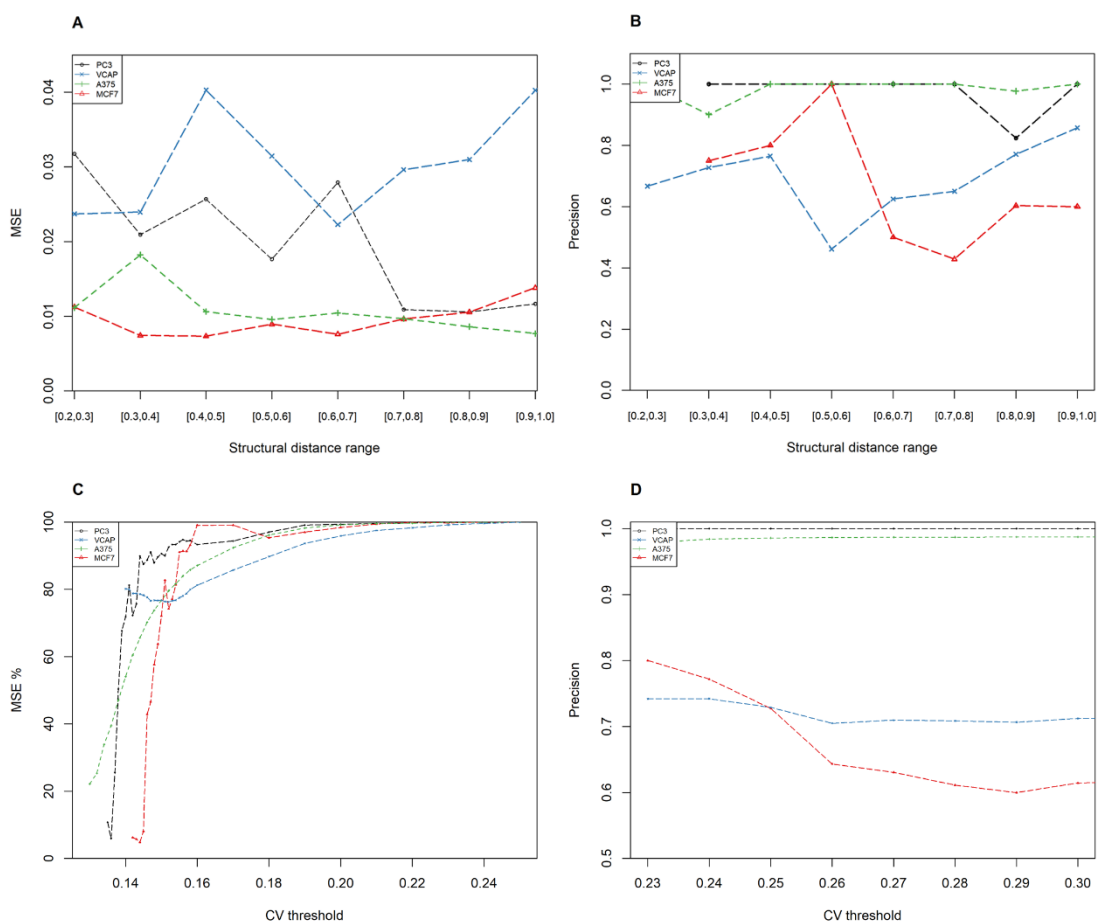 A
PC3
VCAP
A375
MCF7
MSE
0.04
0.03
0.02
0.01
0.00
[0.2,0.3] [0.3,0.4] [0.4,0.5] [0.5,0.6] [0.6,0.7] [0.7,0.8] [0.8,0.9] [0.9,1.0]
Structural distance range
B
PC3
VCAP
A375
MCF7
Precision
1.0
0.8
0.6
0.4
0.2
0.0
[0.2,0.3] [0.3,0.4] [0.4,0.5] [0.5,0.6] [0.6,0.7] [0.7,0.8] [0.8,0.9] [0.9,1.0]
Structural distance range
C
PC3
VCAP
A375
MCF7
MSE %
100
80
60
40
20
0
0.14 0.16 0.18 0.20 0.22 0.24
CV threshold
D
PC3
VCAP
A375
MCF7
Precision
1.0
0.9
0.8
0.7
0.6
0.5
0.23 0.24 0.25 0.26 0.27 0.28 0.29 0.30
CV threshold